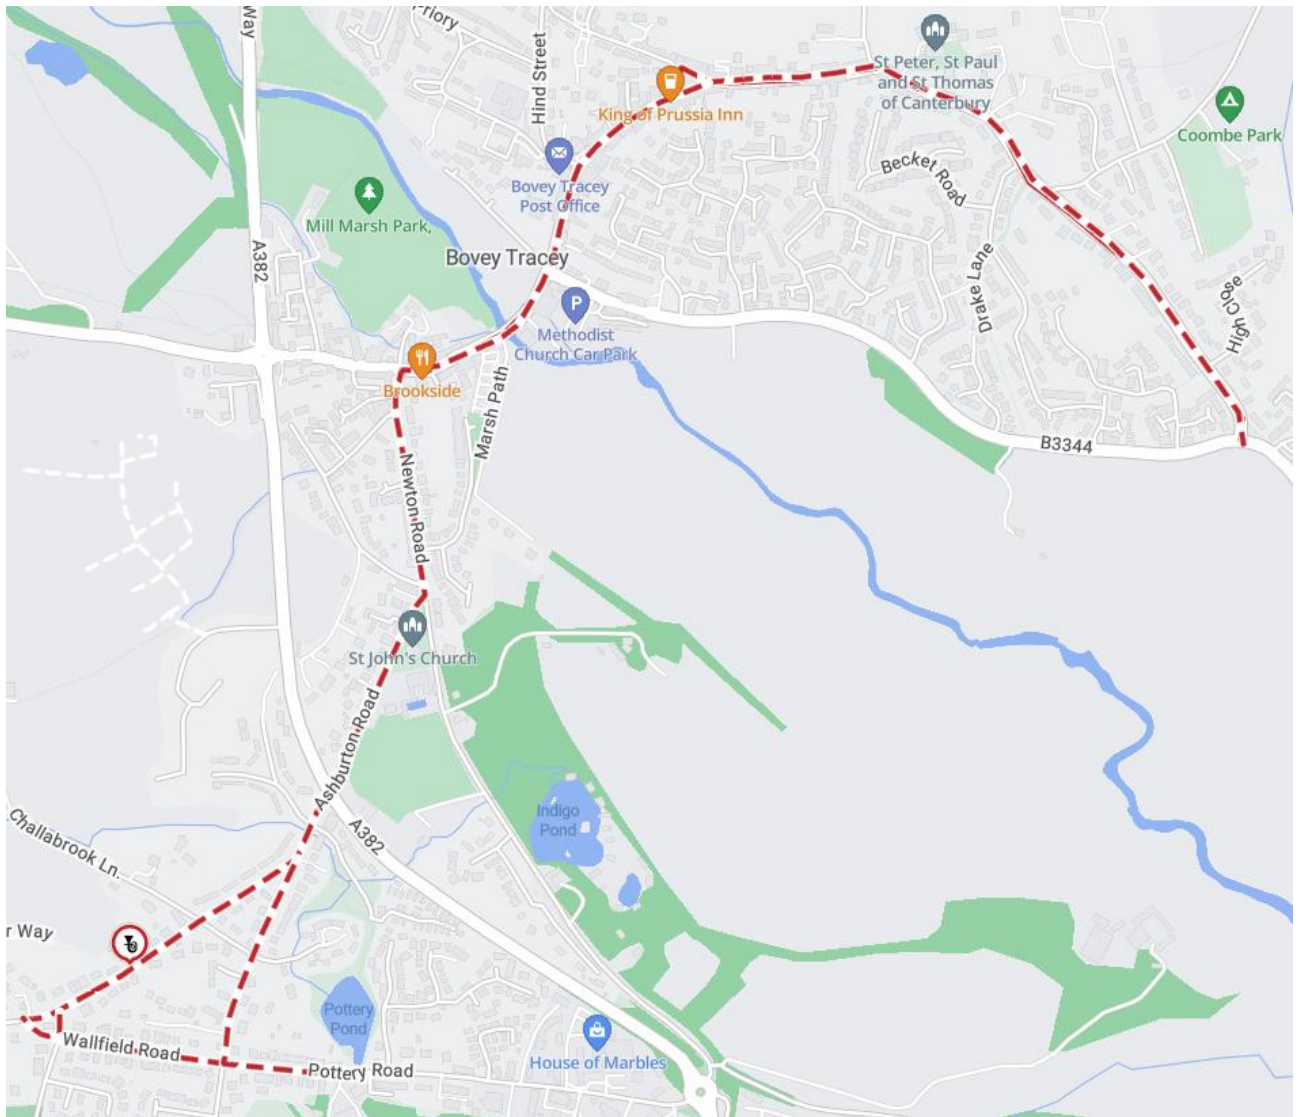 Way
Priory
Hind Street
St Peter, St Paul
and St Thomas
of Canterbury
King of Prussia Inn
Coombe Park
Becket Road
Bovey Tracey
Post Office
Mill Marsh Park,
A382
Bovey Tracey
Drake Lane
High Close
P
Methodist
Church Car Park
Brookside
Marsh Path
B3344
Newton Road
St John's Church
Ashburton Road
Indigo
Pond
Challabrook Ln.
A382
r Way
Pottery
Pond
Wallfield Road
House of Marbles
Pottery Road